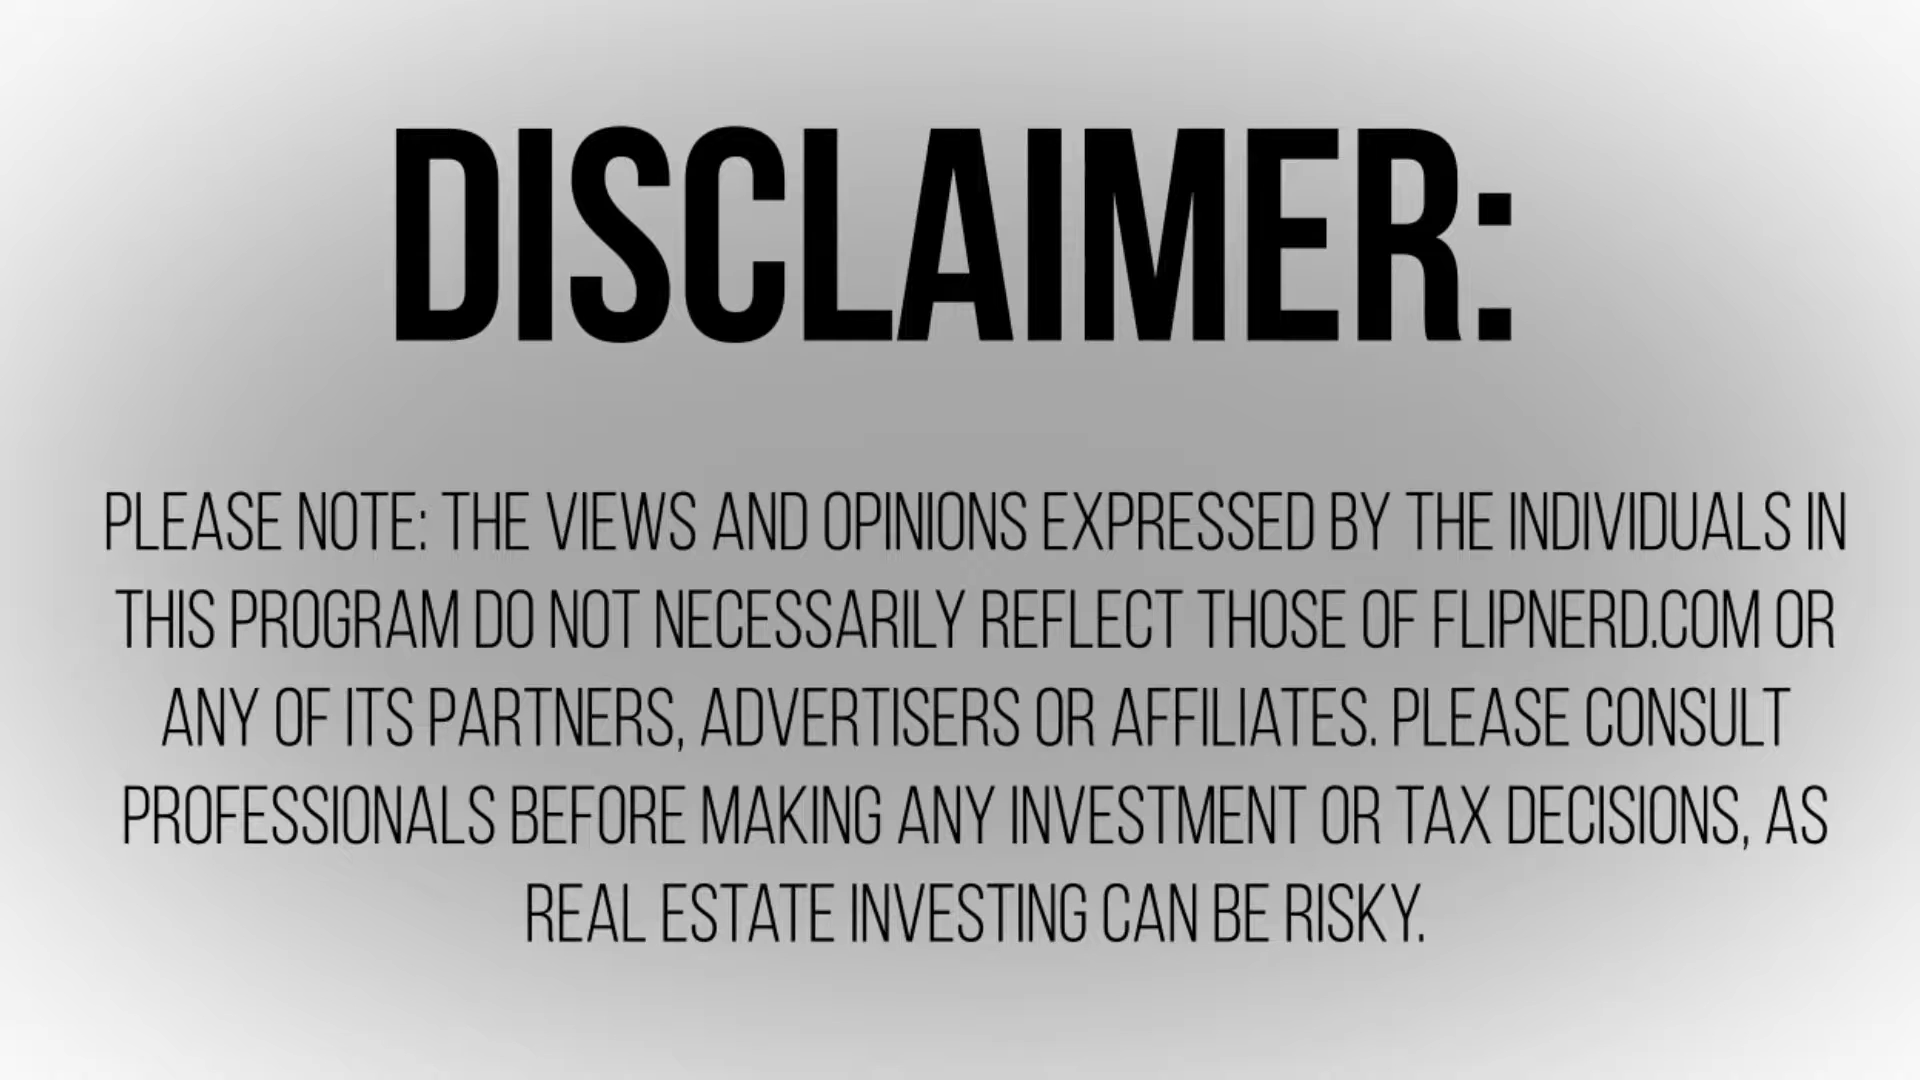 DISCLAIMER:
PLEASE NOTE: THE VIEWS AND OPINIONS EXPRESSED BY THE INDIVIDUALS IN
THIS PROGRAM DO NOT NECESSARILY REFLECT THOSE OF FLIPNERD.COM OR
ANY OF ITS PARTNERS, ADVERTISERS OR AFFILIATES. PLEASE CONSULT
PROFESSIONALS BEFORE MAKING ANY INVESTMENT OR TAX DECISIONS, AS
REAL ESTATE INVESTING CAN BE RISKY.